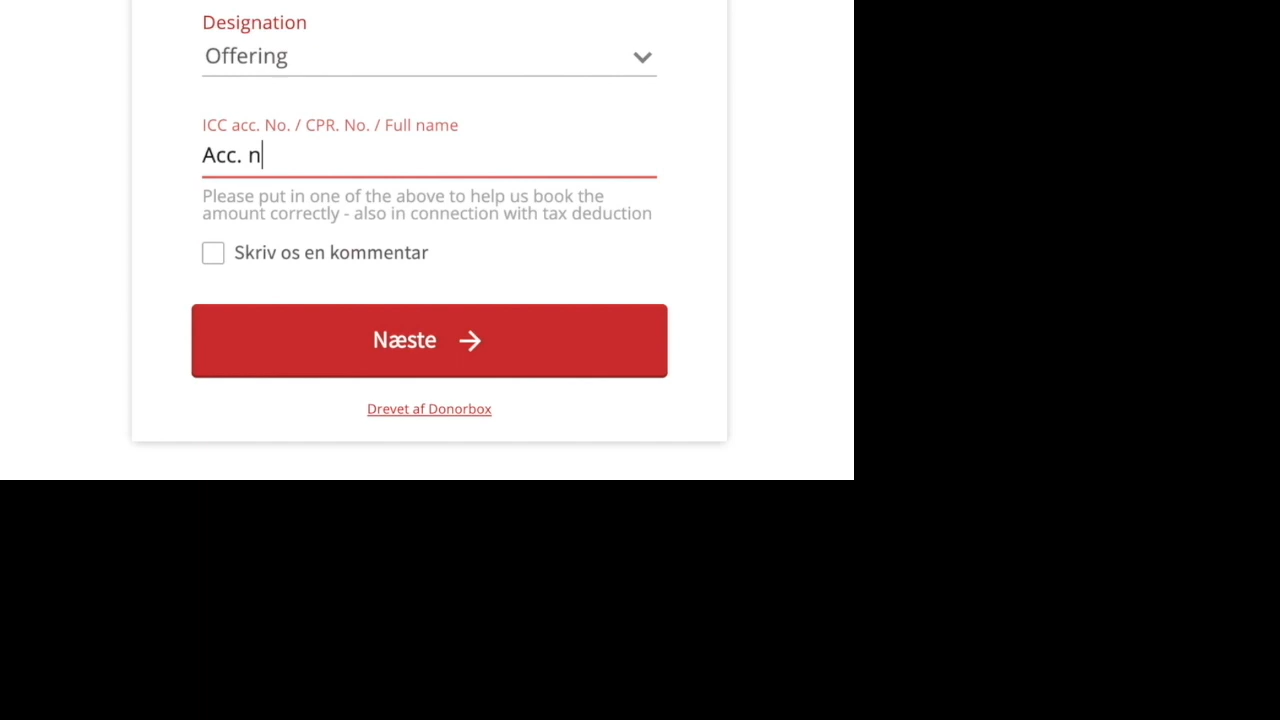 Designation
Offering
ICC acc. No. / CPR. No. / Full name
Acc. n
Please put in one of the above to help us book the
amount correctly - also in connection with tax deduction
Skriv os en kommentar
Næste
Drevet af Donorbox